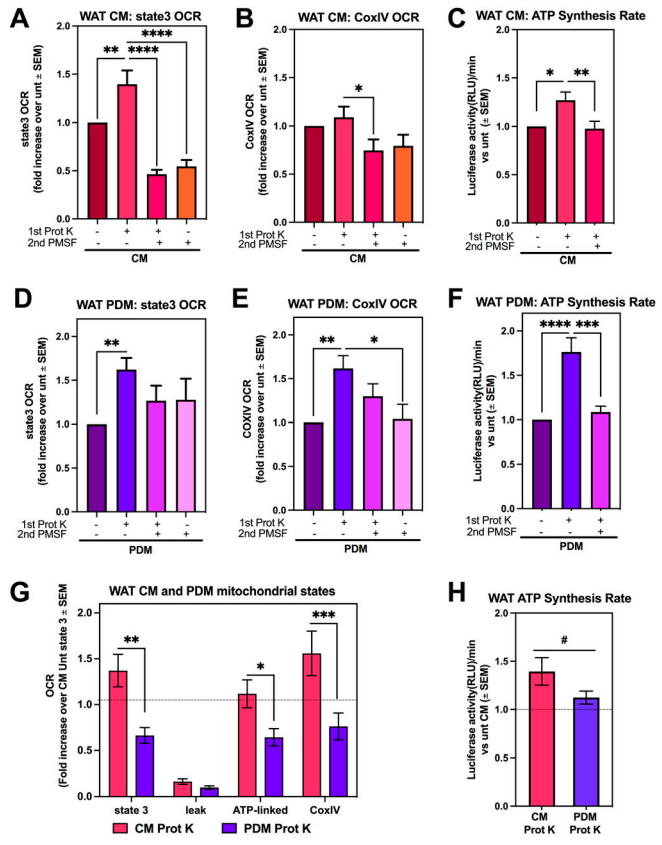 A
WAT CM: state3 OCR
state3 OCR
(fold increase over unt ± SEM)
2.0
1.5
1.0
0.5
0.0
**
****
****
1st Prot K - + + -
2nd PMSF - - + +
CM
B
WAT CM: CoxIV OCR
CoxIV OCR
(fold increase over unt ± SEM)
2.0
1.5
1.0
0.5
0.0
*
1st Prot K - + + -
2nd PMSF - - + +
CM
C
WAT CM: ATP Synthesis Rate
Luciferase activity(RLU)/min
vs unt (± SEM)
2.0
1.5
1.0
0.5
0.0
*
**
1st Prot K - + +
2nd PMSF - - +
CM
D
WAT PDM: state3 OCR
state3 OCR
(fold increase over unt ± SEM)
2.0
1.5
1.0
0.5
0.0
**
1st Prot K - + + -
2nd PMSF - - + +
PDM
E
WAT PDM: CoxIV OCR
COXIV OCR
(fold increase over unt ± SEM)
2.0
1.5
1.0
0.5
0.0
**
*
1st Prot K - + + -
2nd PMSF - - + +
PDM
F
WAT PDM: ATP Synthesis Rate
Luciferase activity(RLU)/min
vs unt (± SEM)
2.0
1.5
1.0
0.5
0.0
****
***
1st Prot K - + +
2nd PMSF - - +
PDM
G
WAT CM and PDM mitochondrial states
OCR
(Fold increase over CM Unt state 3 ± SEM
2.0
1.5
1.0
0.5
0.0
**
*
***
state 3 leak ATP-linked CoxIV
CM Prot K PDM Prot K
H
WAT ATP Synthesis Rate
Luciferase activity(RLU)/min
vs unt CM (± SEM)
2.0
1.5
1.0
0.5
0.0
#
CM PDM
Prot K Prot K